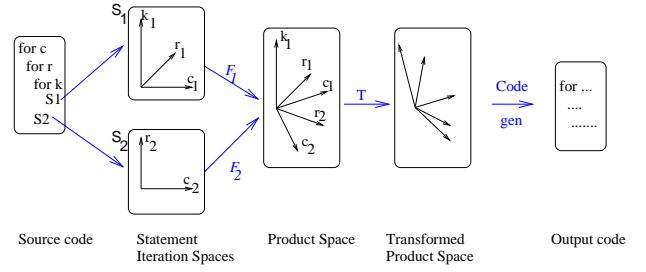 for c
for r
for k
S1
S2
S1
k1
r1
c1
S2
r2
c2
F1
F2
k1
r1
c1
r2
c2
T
Code
gen
for ...
....
.......
Source code
Statement
Iteration Spaces
Product Space
Transformed
Product Space
Output code